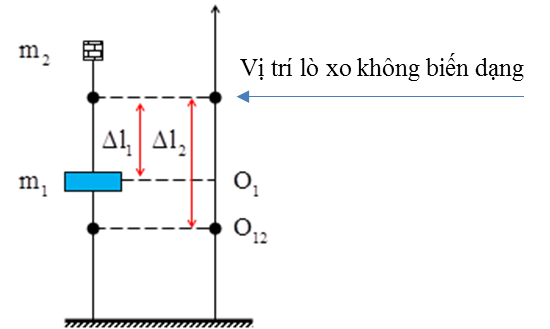 m₂
Vị trí lò xo không biến dạng
Δl₁ Δl₂
m₁ O₁
O₁₂